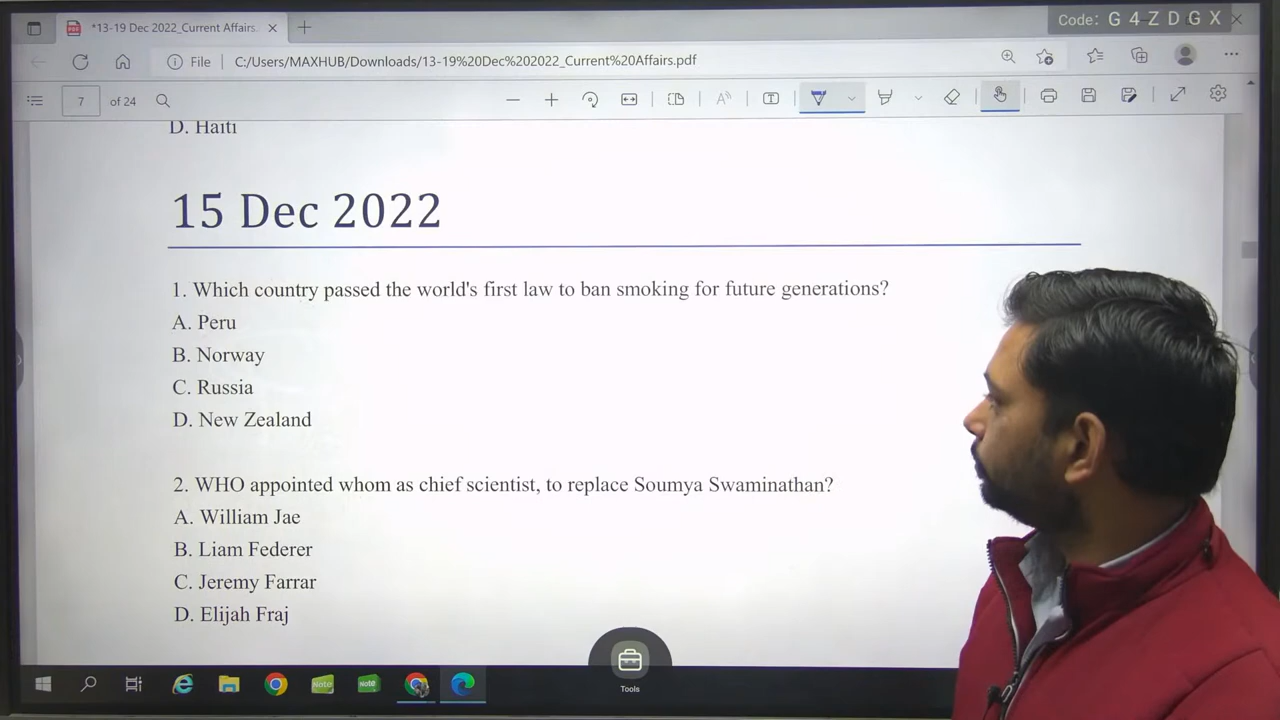 *13-19 Dec 2022_Current Affairs.
Code: G 4 Z D G X
File
C:/Users/MAXHUB/Downloads/13-19%20Dec%202022_Current%20Affairs.pdf
7 of 24
D. Haiti
15 Dec 2022
1. Which country passed the world's first law to ban smoking for future generations?
A. Peru
B. Norway
C. Russia
D. New Zealand
2. WHO appointed whom as chief scientist, to replace Soumya Swaminathan?
A. William Jae
B. Liam Federer
C. Jeremy Farrar
D. Elijah Fraj
Tools
Note
Note